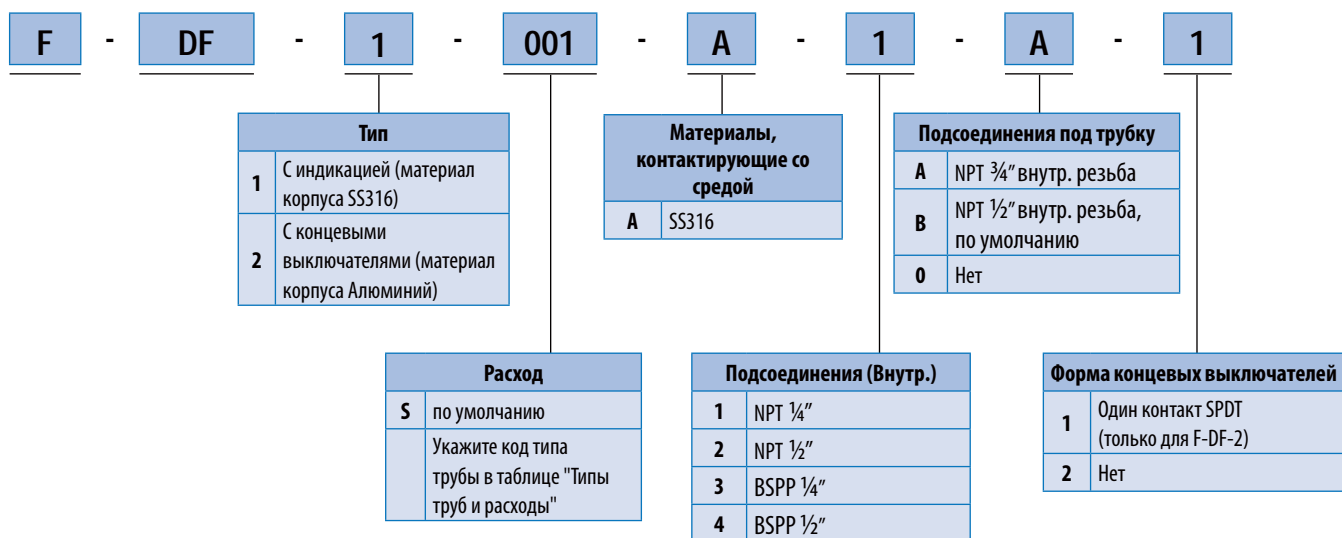 F - DF - 1 - 001 - A - 1 - A - 1
Тип
1 С индикацией (материал
корпуса SS316)
2 С концевыми
выключателями (материал
корпуса Алюминий)
Материалы,
контактирующие со
средой
A SS316
Подсоединения под трубку
A NPT ¾" внутр. резьба
B NPT ½" внутр. резьба,
по умолчанию
0 Нет
Расход
S по умолчанию
Укажите код типа
трубы в таблице "Типы
труб и расходы"
Подсоединения (Внутр.)
1 NPT ¼"
2 NPT ½"
3 BSPP ¼"
4 BSPP ½"
Форма концевых выключателей
1 Один контакт SPDT
(только для F-DF-2)
2 Нет